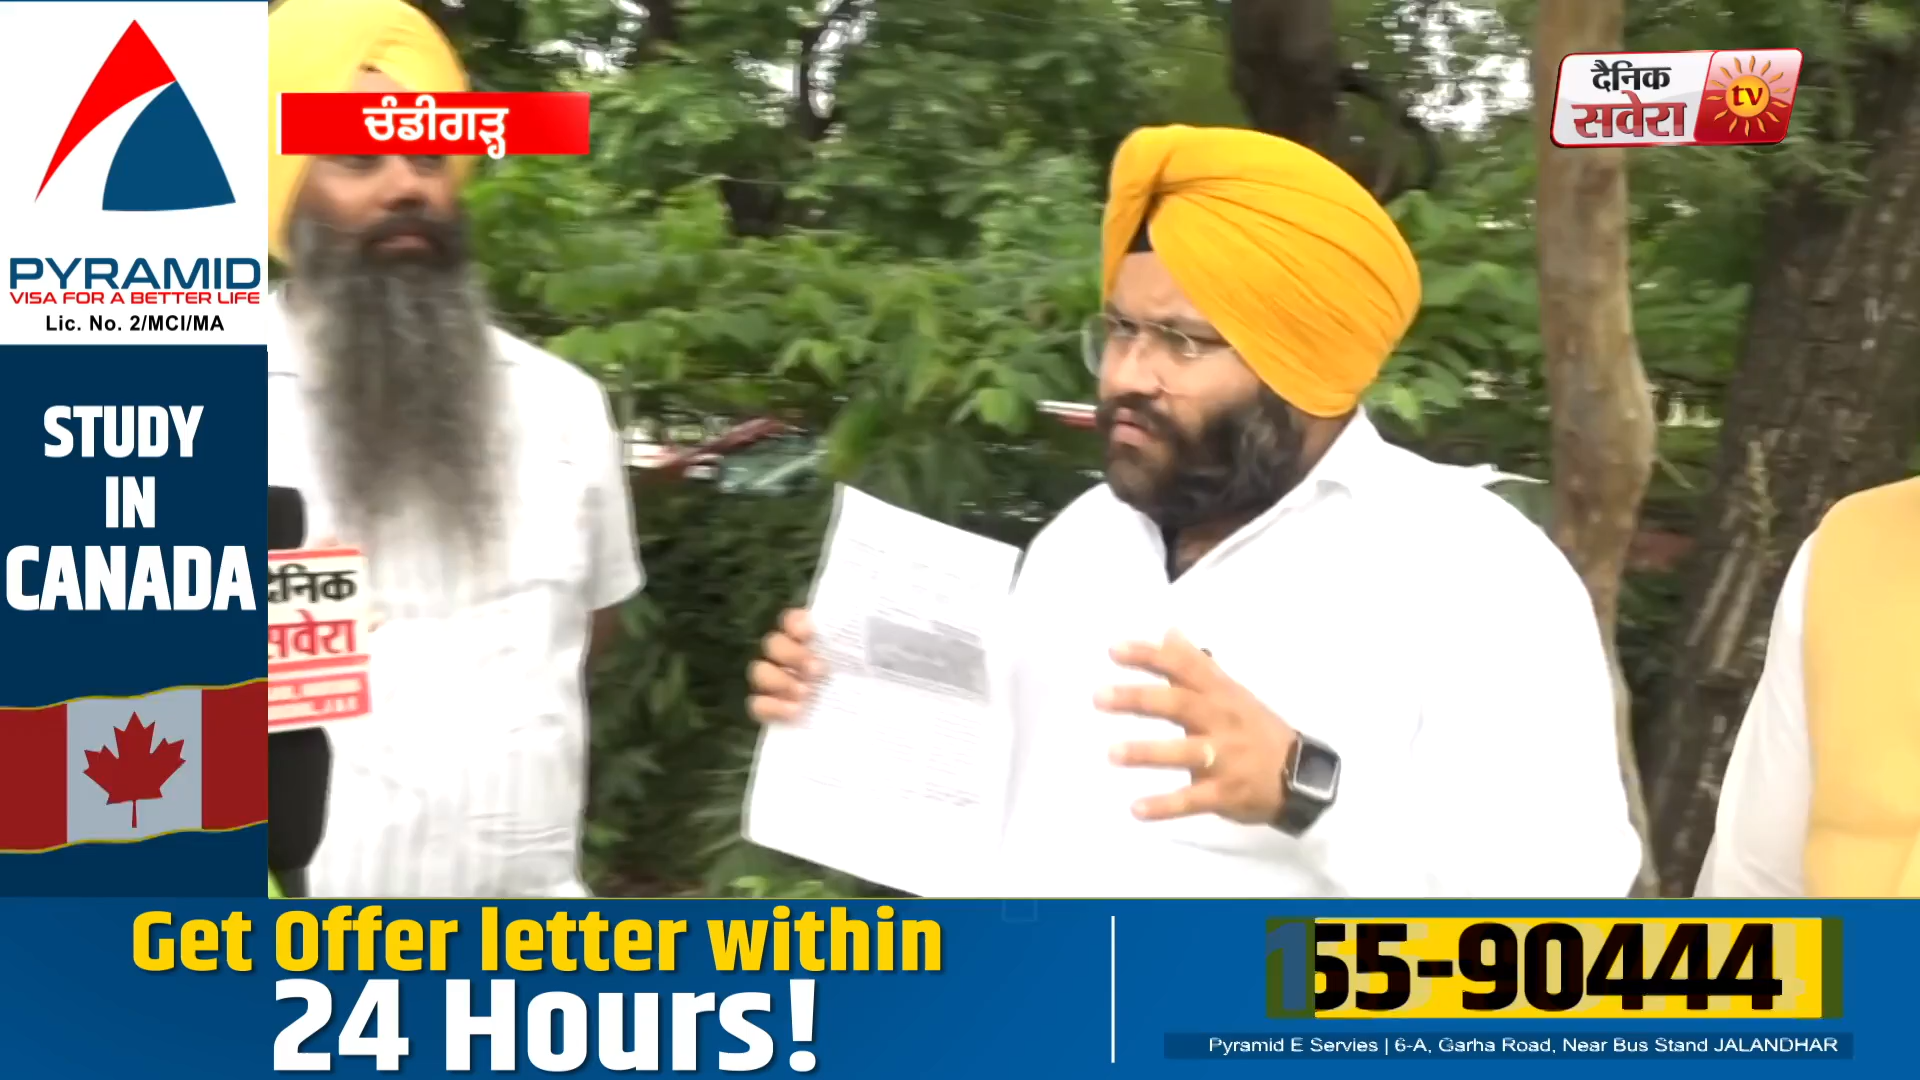 PYRAMID
VISA FOR A BETTER LIFE
Lic. No. 2/MCI/MA
STUDY
IN
CANADA
ਚੰਡੀਗੜ੍ਹ
दैनिक
सवेरा
tv
दैनिक
सवेरा
Get Offer letter within
24 Hours!
55-90444
Pyramid E Servies | 6-A, Garha Road, Near Bus Stand JALANDHAR